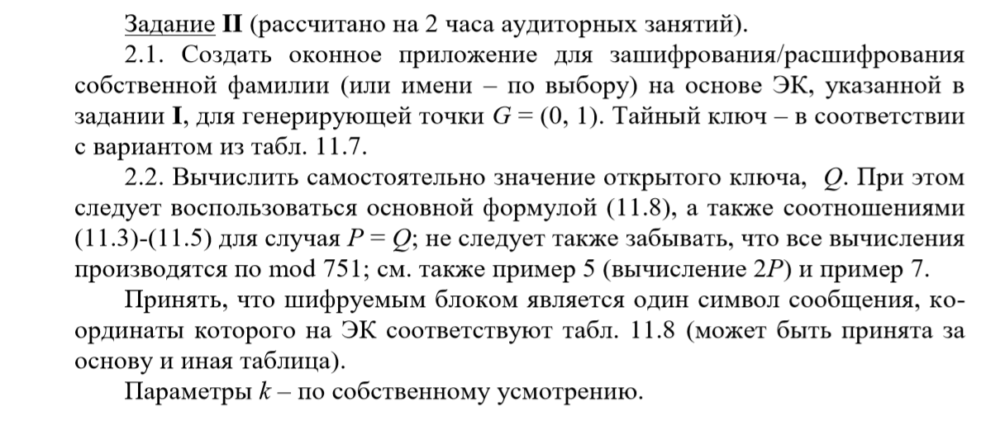 Задание II (рассчитано на 2 часа аудиторных занятий).
2.1. Создать оконное приложение для зашифрования/расшифрования
собственной фамилии (или имени – по выбору) на основе ЭК, указанной в
задании I, для генерирующей точки G = (0, 1). Тайный ключ – в соответствии
с вариантом из табл. 11.7.
2.2. Вычислить самостоятельно значение открытого ключа, Q. При этом
следует воспользоваться основной формулой (11.8), а также соотношениями
(11.3)-(11.5) для случая P = Q; не следует также забывать, что все вычисления
производятся по mod 751; см. также пример 5 (вычисление 2P) и пример 7.
Принять, что шифруемым блоком является один символ сообщения, ко-
ординаты которого на ЭК соответствуют табл. 11.8 (может быть принята за
основу и иная таблица).
Параметры k – по собственному усмотрению.